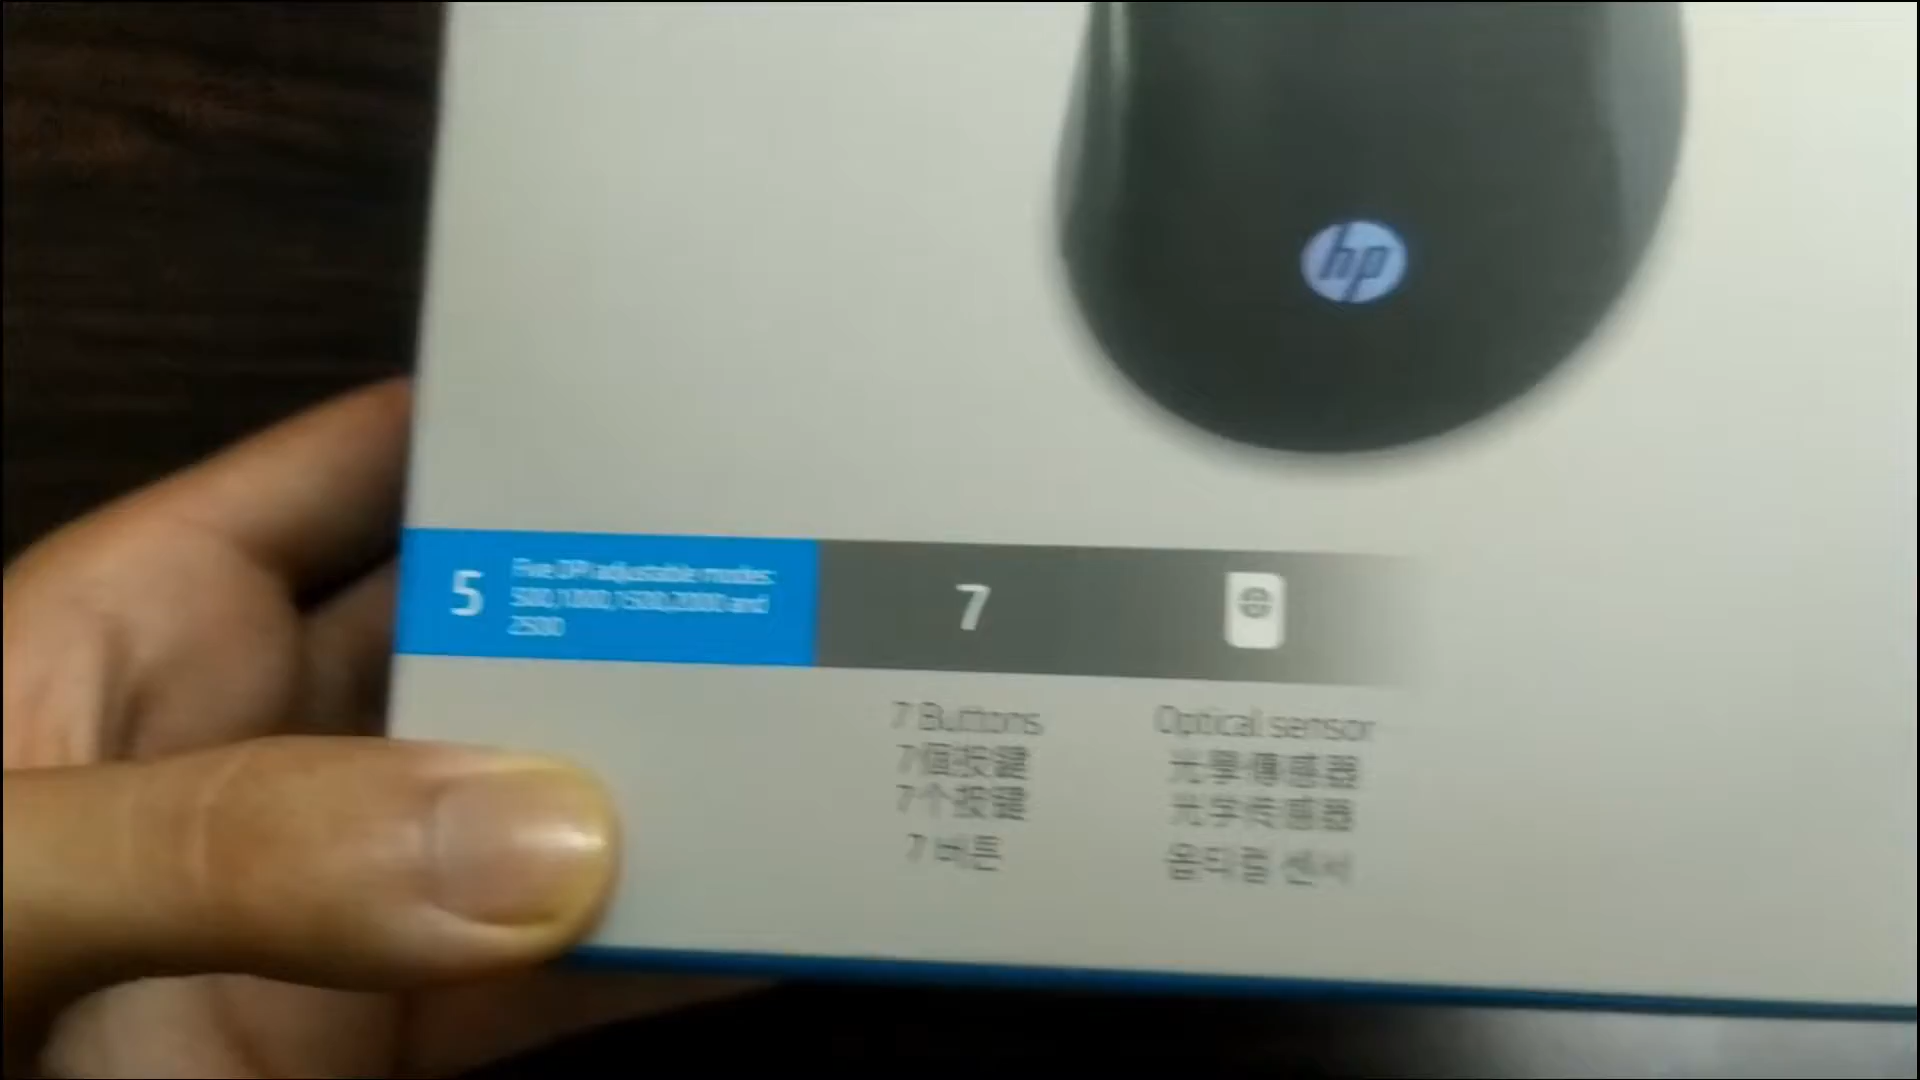 hp
5
Five DPI adjustable modes:
500,1000,1500,2000 and
2500
7
7 Buttons
7個按鍵
7个按键
7 버튼
Optical sensor
光學傳感器
光学传感器
옵티컬 센서